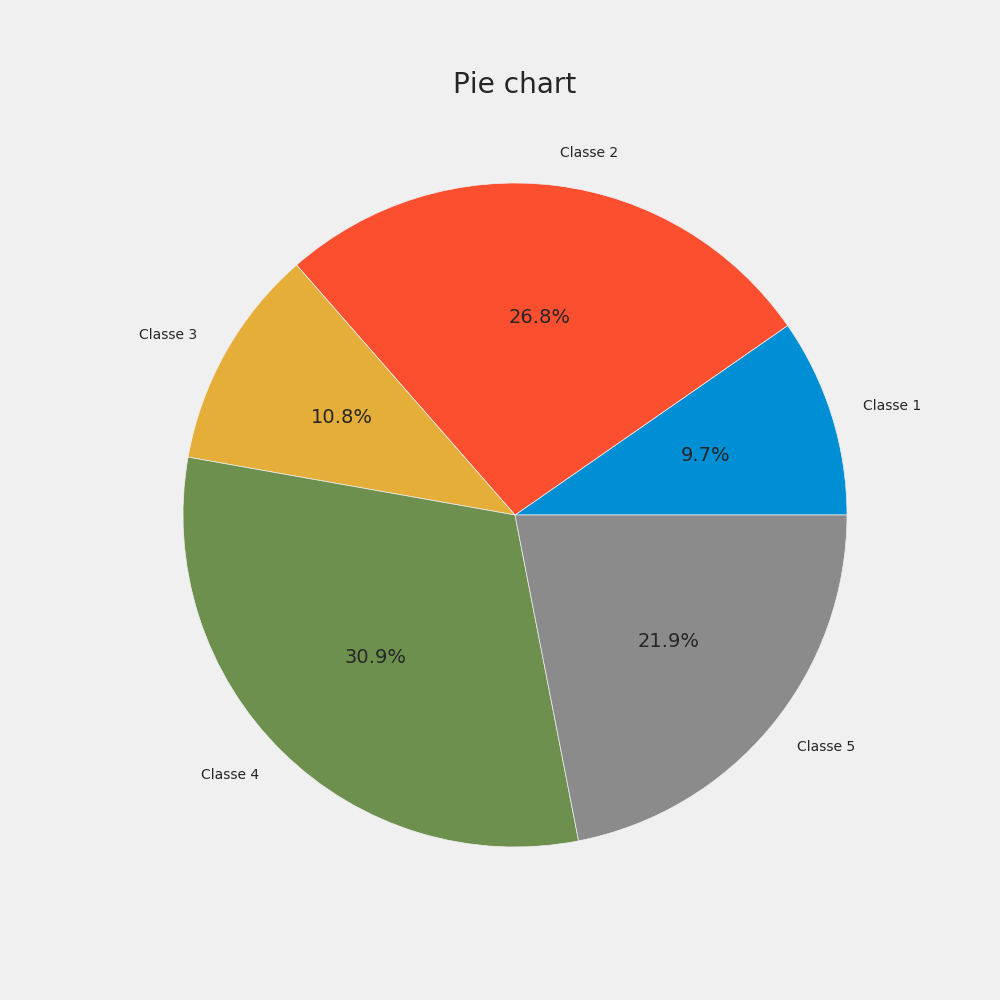 Pie chart
Classe 2
Classe 3
26.8%
Classe 1
10.8%
9.7%
21.9%
30.9%
Classe 5
Classe 4